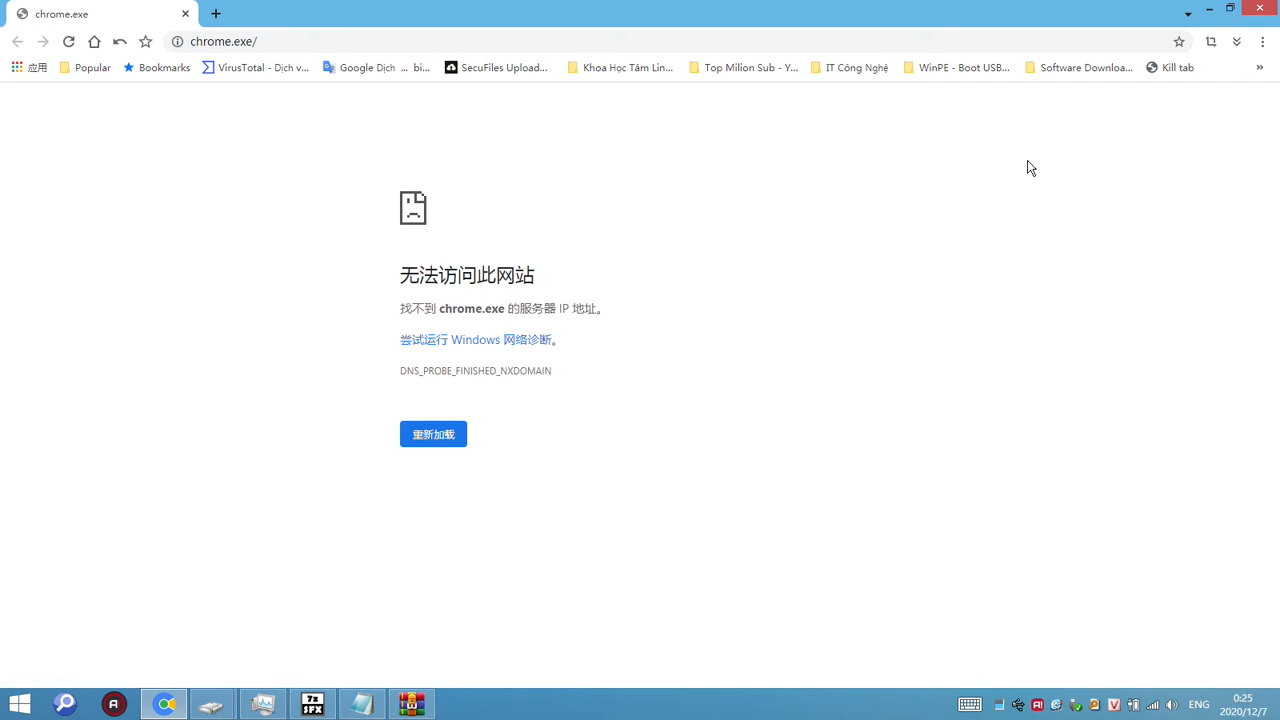 chrome.exe
chrome.exe/
应用 Popular Bookmarks VirusTotal - Dịch v... Google Dịch ... bi... SecuFiles Upload... Khoa Học Tâm Lin... Top Milion Sub - Y... IT Công Nghệ WinPE - Boot USB... Software Downloa... Kill tab »
无法访问此网站
找不到 chrome.exe 的服务器 IP 地址。
尝试运行 Windows 网络诊断。
DNS_PROBE_FINISHED_NXDOMAIN
重新加载
7z
SFX
ENG
0:25
2020/12/7